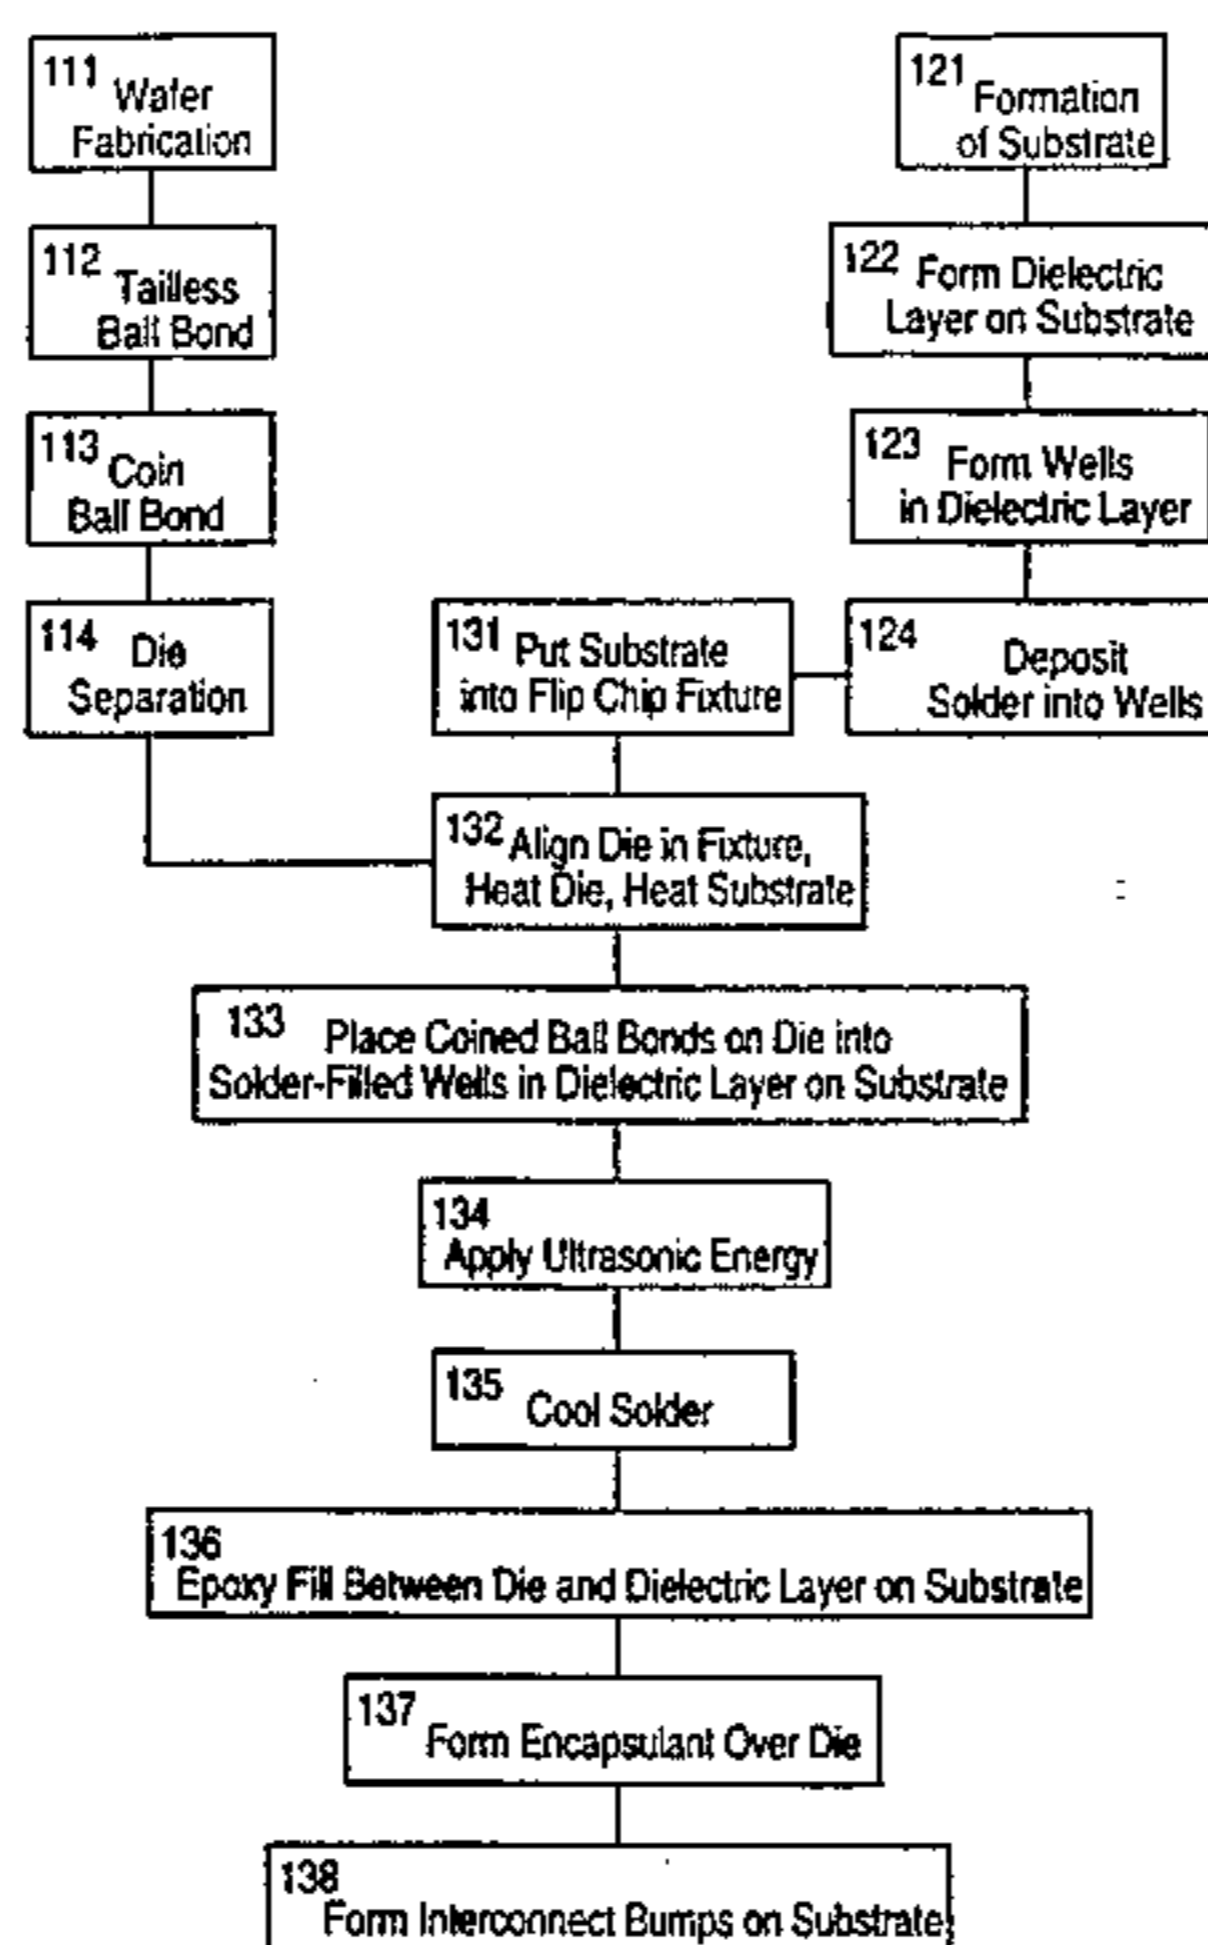 111 Wafer
Fabrication
112 Tailless
Ball Bond
113 Coin
Ball Bond
114 Die
Separation
121 Formation
of Substrate
122 Form Dielectric
Layer on Substrate
123 Form Wells
in Dielectric Layer
124 Deposit
Solder into Wells
131 Put Substrate
into Flip Chip Fixture
132 Align Die in Fixture,
Heat Die, Heat Substrate
133 Place Coined Ball Bonds on Die into
Solder-Filled Wells in Dielectric Layer on Substrate
134
Apply Ultrasonic Energy
135 Cool Solder
136
Epoxy Fill Between Die and Dielectric Layer on Substrate
137
Form Encapsulant Over Die
138
Form Interconnect Bumps on Substrate